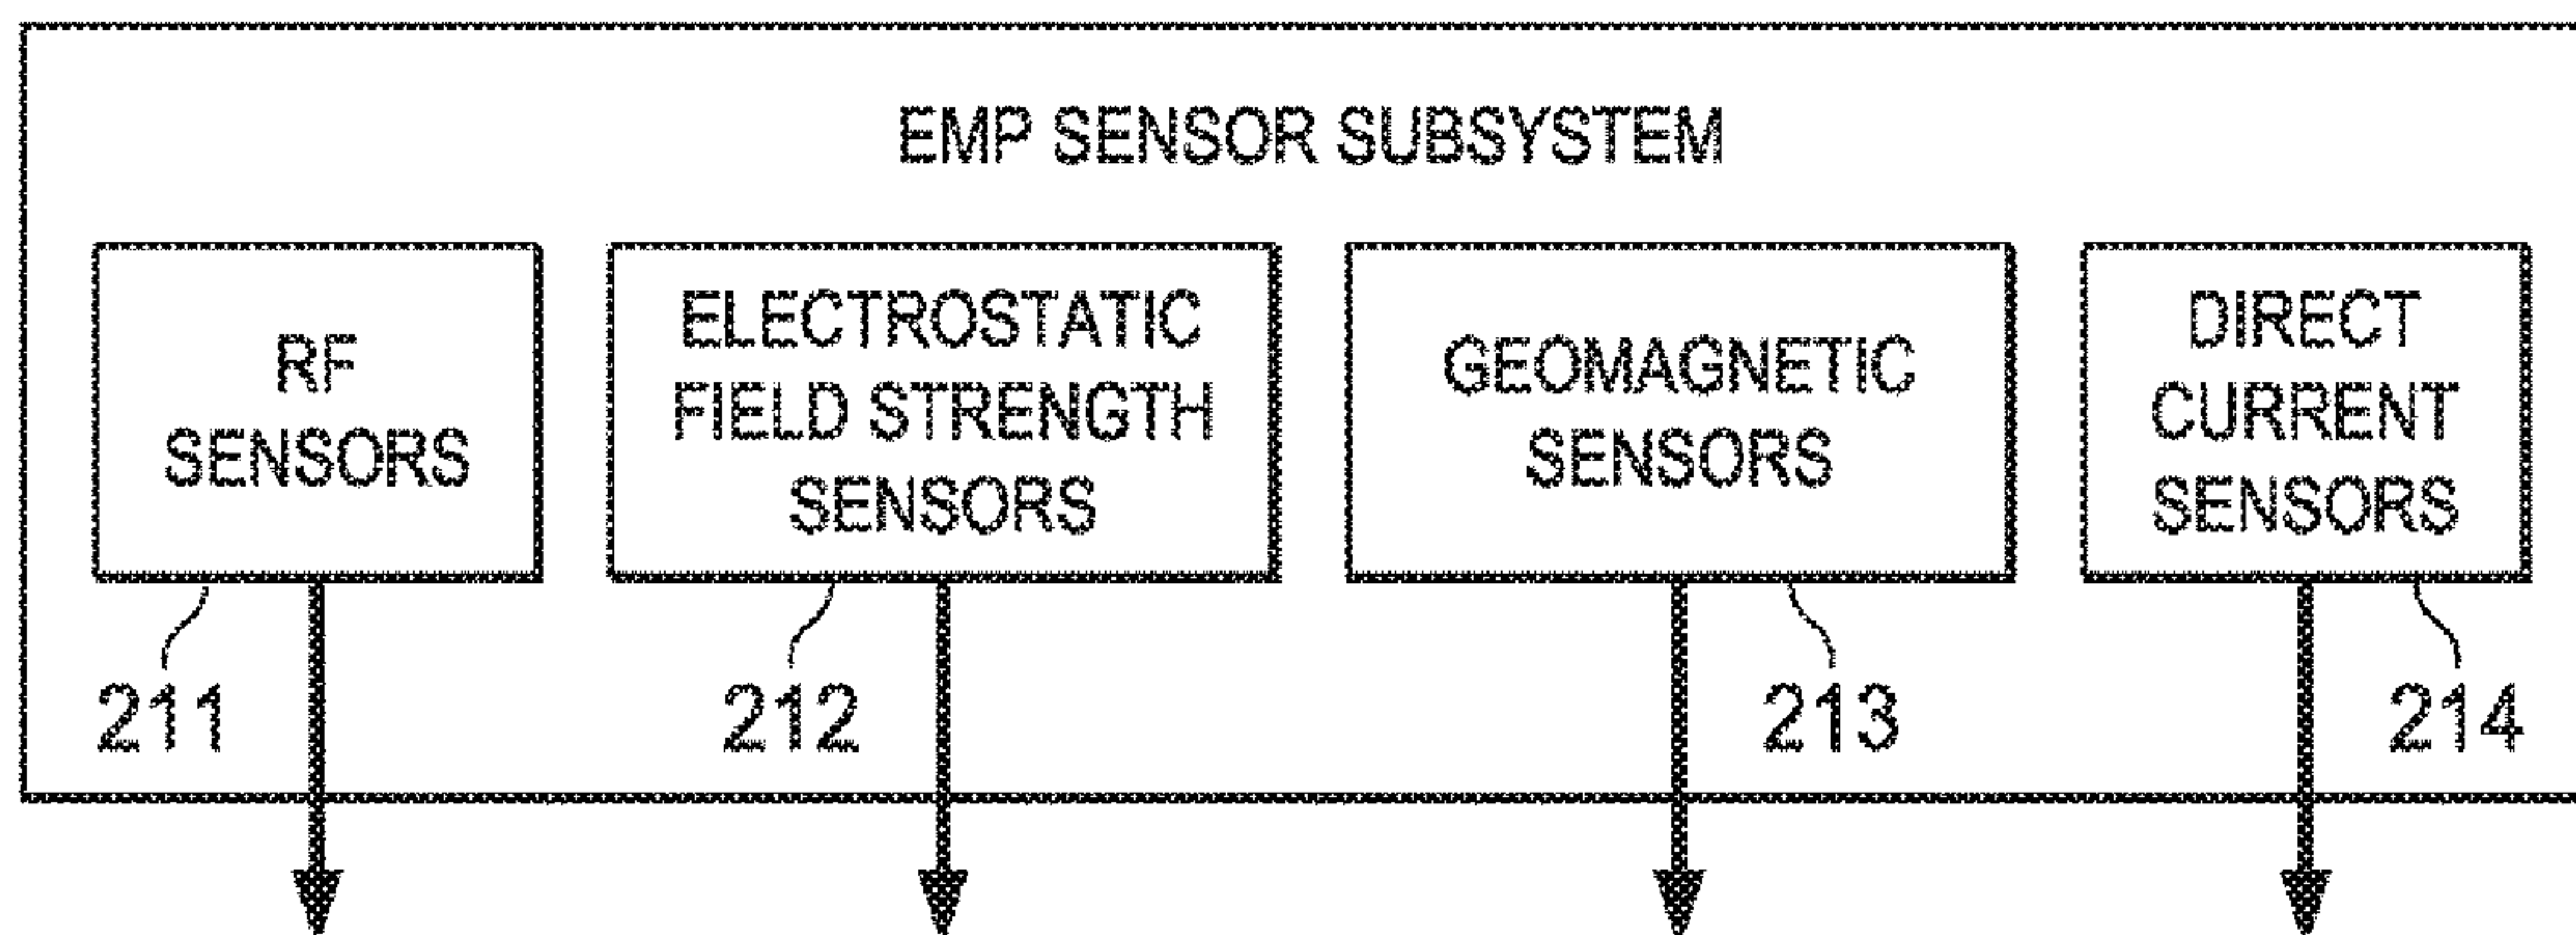 EMP SENSOR SUBSYSTEM
RF
SENSORS
ELECTROSTATIC
FIELD STRENGTH
SENSORS
GEOMAGNETIC
SENSORS
DIRECT
CURRENT
SENSORS
211
212
213
214